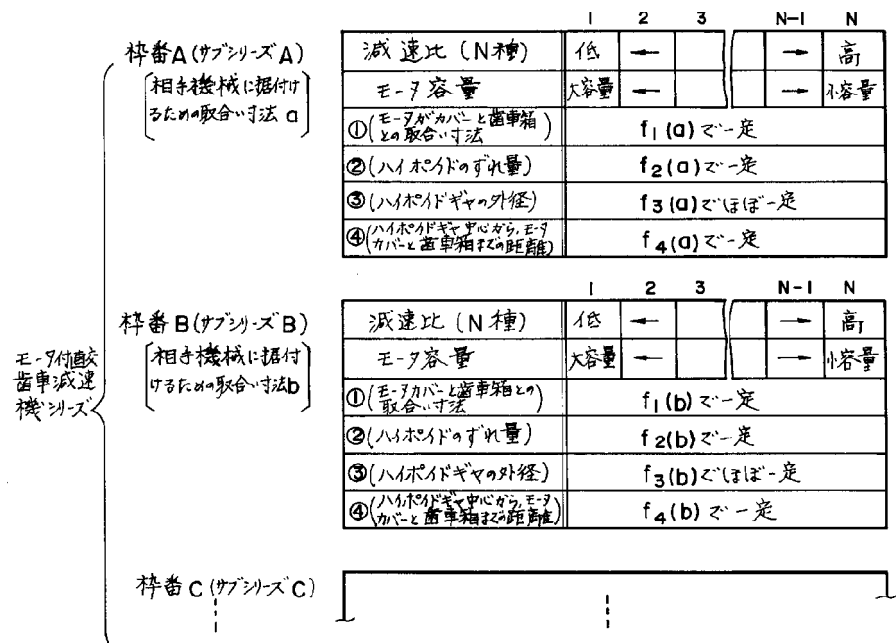 1 2 3 N-1 N
枠番A(サブシリーズA)
相手機械に据付け
るための取合い寸法a
減速比(N種) 低 ← → 高
モータ容量 大容量 ← → 小容量
①(モータがカバーと歯車箱
との取合い寸法) f1(a)で一定
②(ハイポイドのずれ量) f2(a)で一定
③(ハイポイドギヤの外径) f3(a)でほぼ一定
④(ハイポイドギヤ中心から、モータ
カバーと歯車箱までの距離) f4(a)で一定
1 2 3 N-1 N
枠番B(サブシリーズB)
相手機械に据付
けるための取合い寸法b
減速比(N種) 低 ← → 高
モータ容量 大容量 ← → 小容量
①(モータカバーと歯車箱との
取合い寸法) f1(b)で一定
②(ハイポイドのずれ量) f2(b)で一定
③(ハイポイドギヤの外径) f3(b)でほぼ一定
④(ハイポイドギヤ中心から、モータ
カバーと歯車箱までの距離) f4(b)で一定
モータ付直交
歯車減速
機シリーズ
枠番C(サブシリーズC)